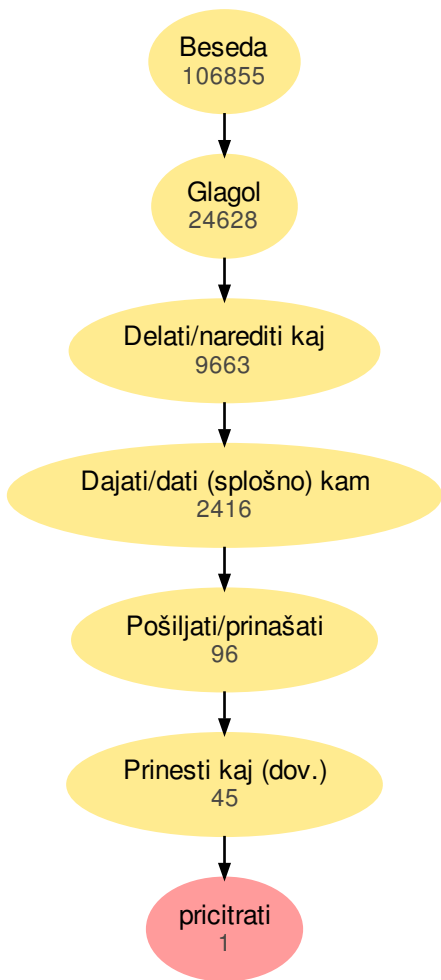 Beseda
106855
Glagol
24628
Delati/narediti kaj
9663
Dajati/dati (splošno) kam
2416
Pošiljati/prinašati
96
Prinesti kaj (dov.)
45
pricitrati
1